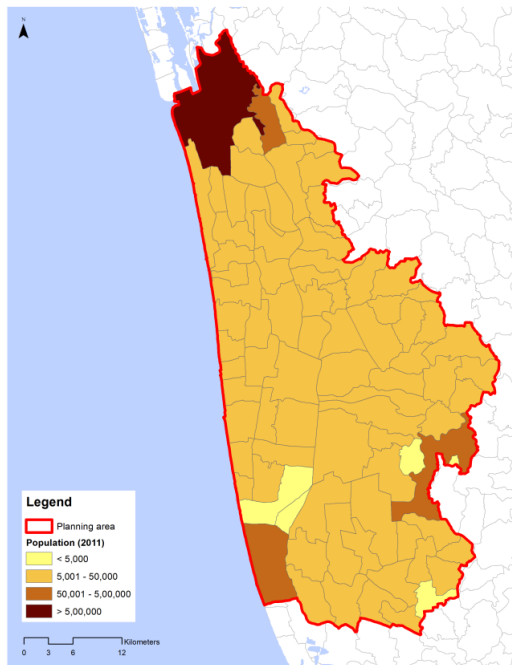 N
Legend
Planning area
Population (2011)
< 5,000
5,001 - 50,000
50,001 - 5,00,000
> 5,00,000
0 3 6 12 Kilometers